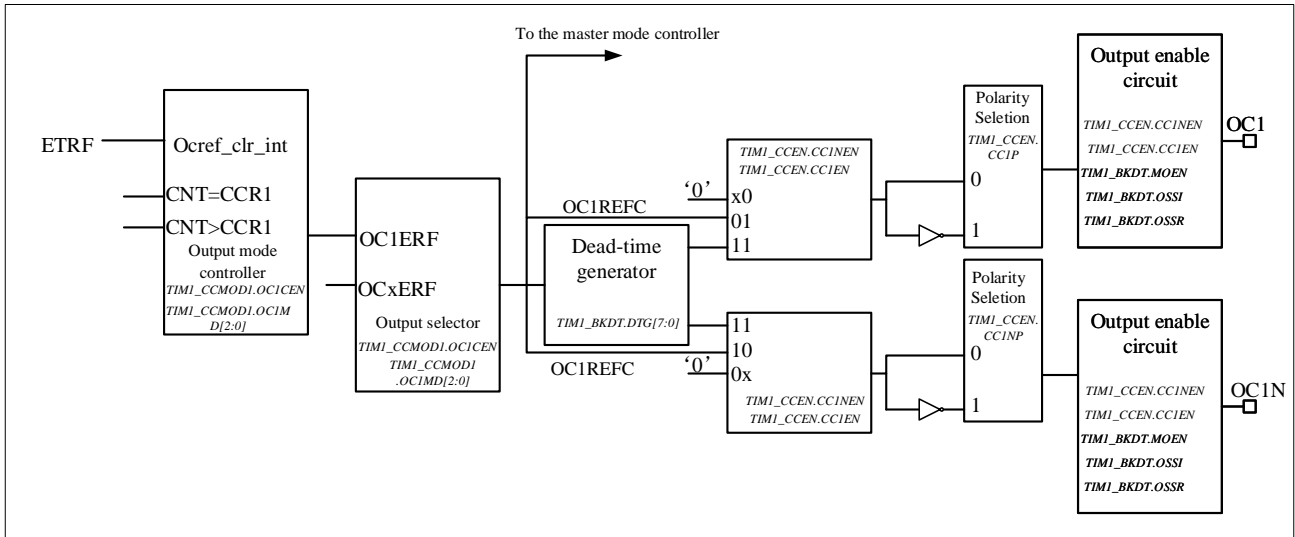 To the master mode controller
ETRF
Ocref_clr_int
CNT=CCR1
CNT>CCR1
Output mode
controller
TIM1_CCMOD1.OC1CEN
TIM1_CCMOD1.OC1M
D[2:0]
OC1ERF
OCxERF
Output selector
TIM1_CCMOD1.OC1CEN
TIM1_CCMOD1
.OC1MD[2:0]
OC1REFC
Dead-time
generator
TIM1_BKDT.DTG[7:0]
OC1REFC
TIM1_CCEN.CC1NEN
TIM1_CCEN.CC1EN
‘0’
x0
01
11
11
10
‘0’
0x
TIM1_CCEN.CC1NEN
TIM1_CCEN.CC1EN
Polarity
Seletion
TIM1_CCEN.
CC1P
0
1
Polarity
Seletion
TIM1_CCEN.
CC1NP
0
1
Output enable
circuit
TIM1_CCEN.CC1NEN
TIM1_CCEN.CC1EN
TIM1_BKDT.MOEN
TIM1_BKDT.OSSI
TIM1_BKDT.OSSR
OC1
Output enable
circuit
TIM1_CCEN.CC1NEN
TIM1_CCEN.CC1EN
TIM1_BKDT.MOEN
TIM1_BKDT.OSSI
TIM1_BKDT.OSSR
OC1N